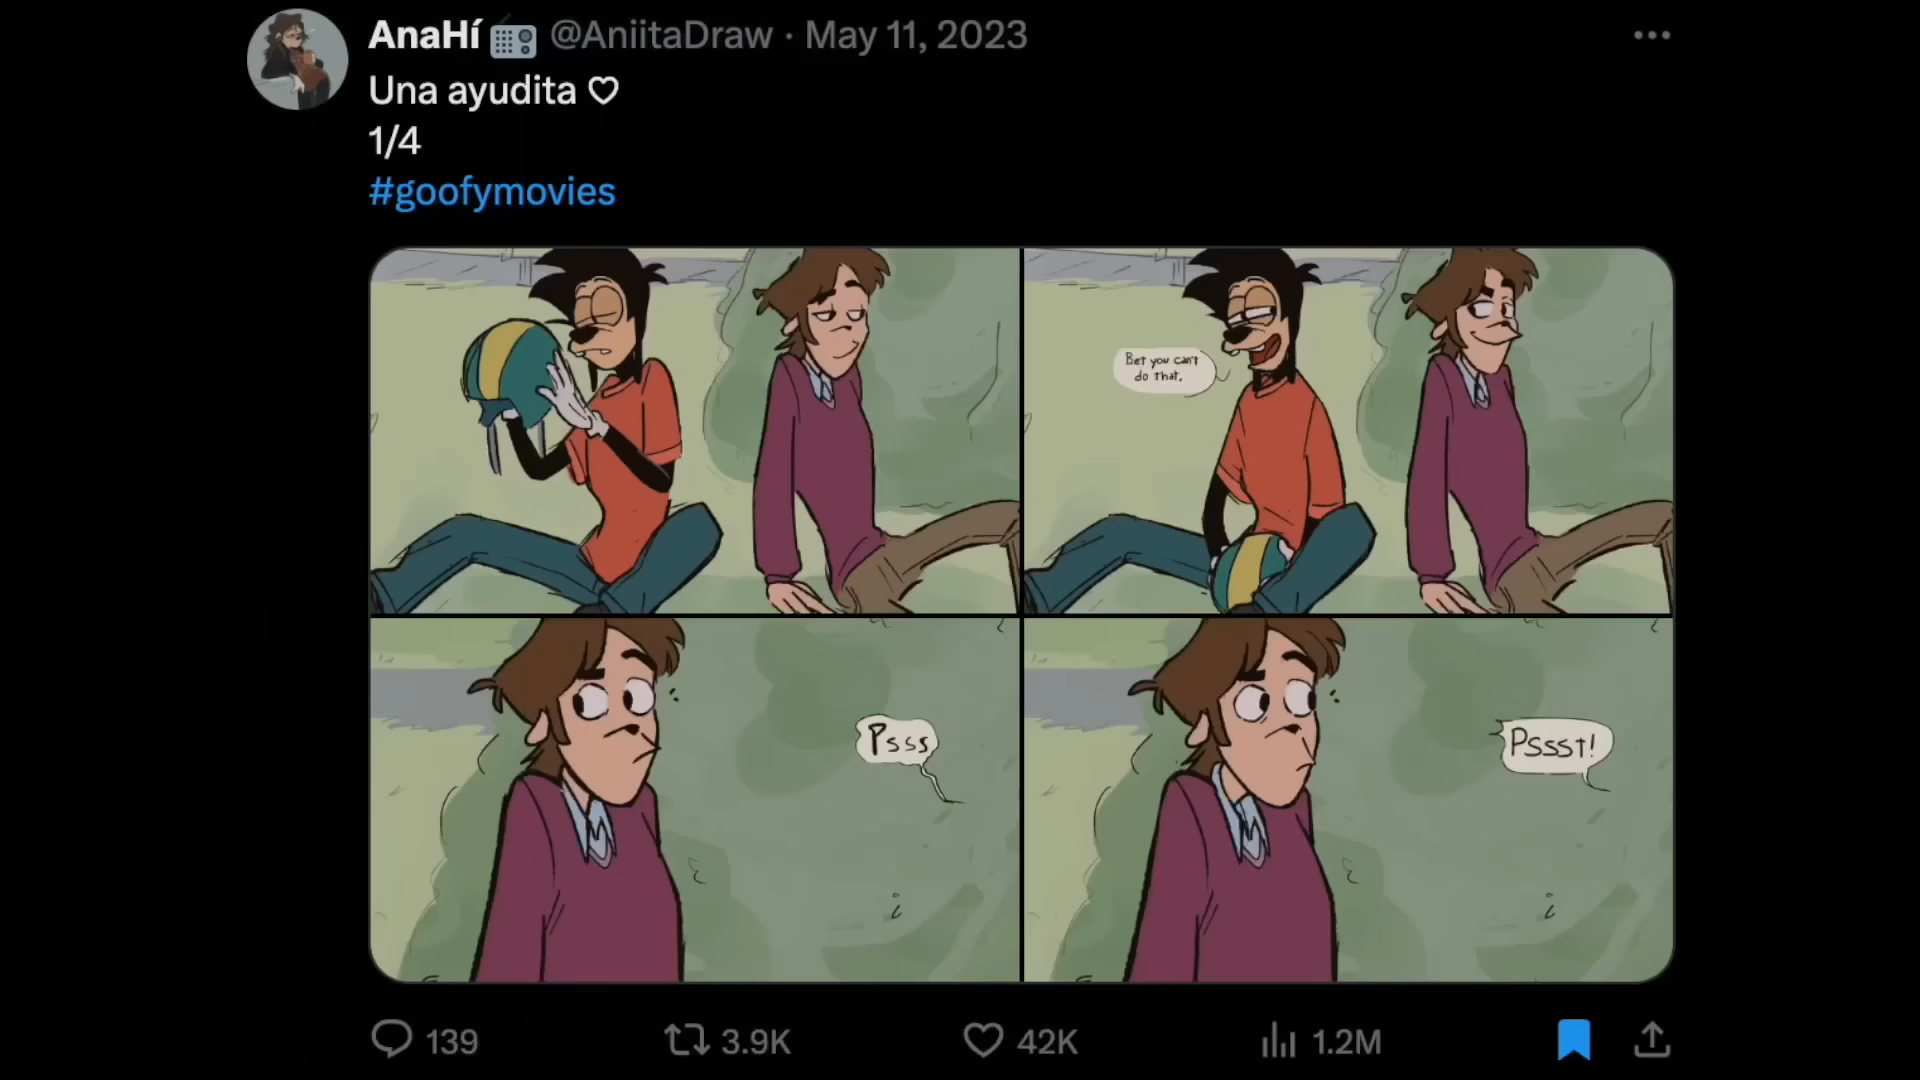 AnaHí @AniitaDraw · May 11, 2023
Una ayudita ♡
1/4
#goofymovies
Bet you can't
do that.
Psss
Pssst!
139 3.9K 42K 1.2M